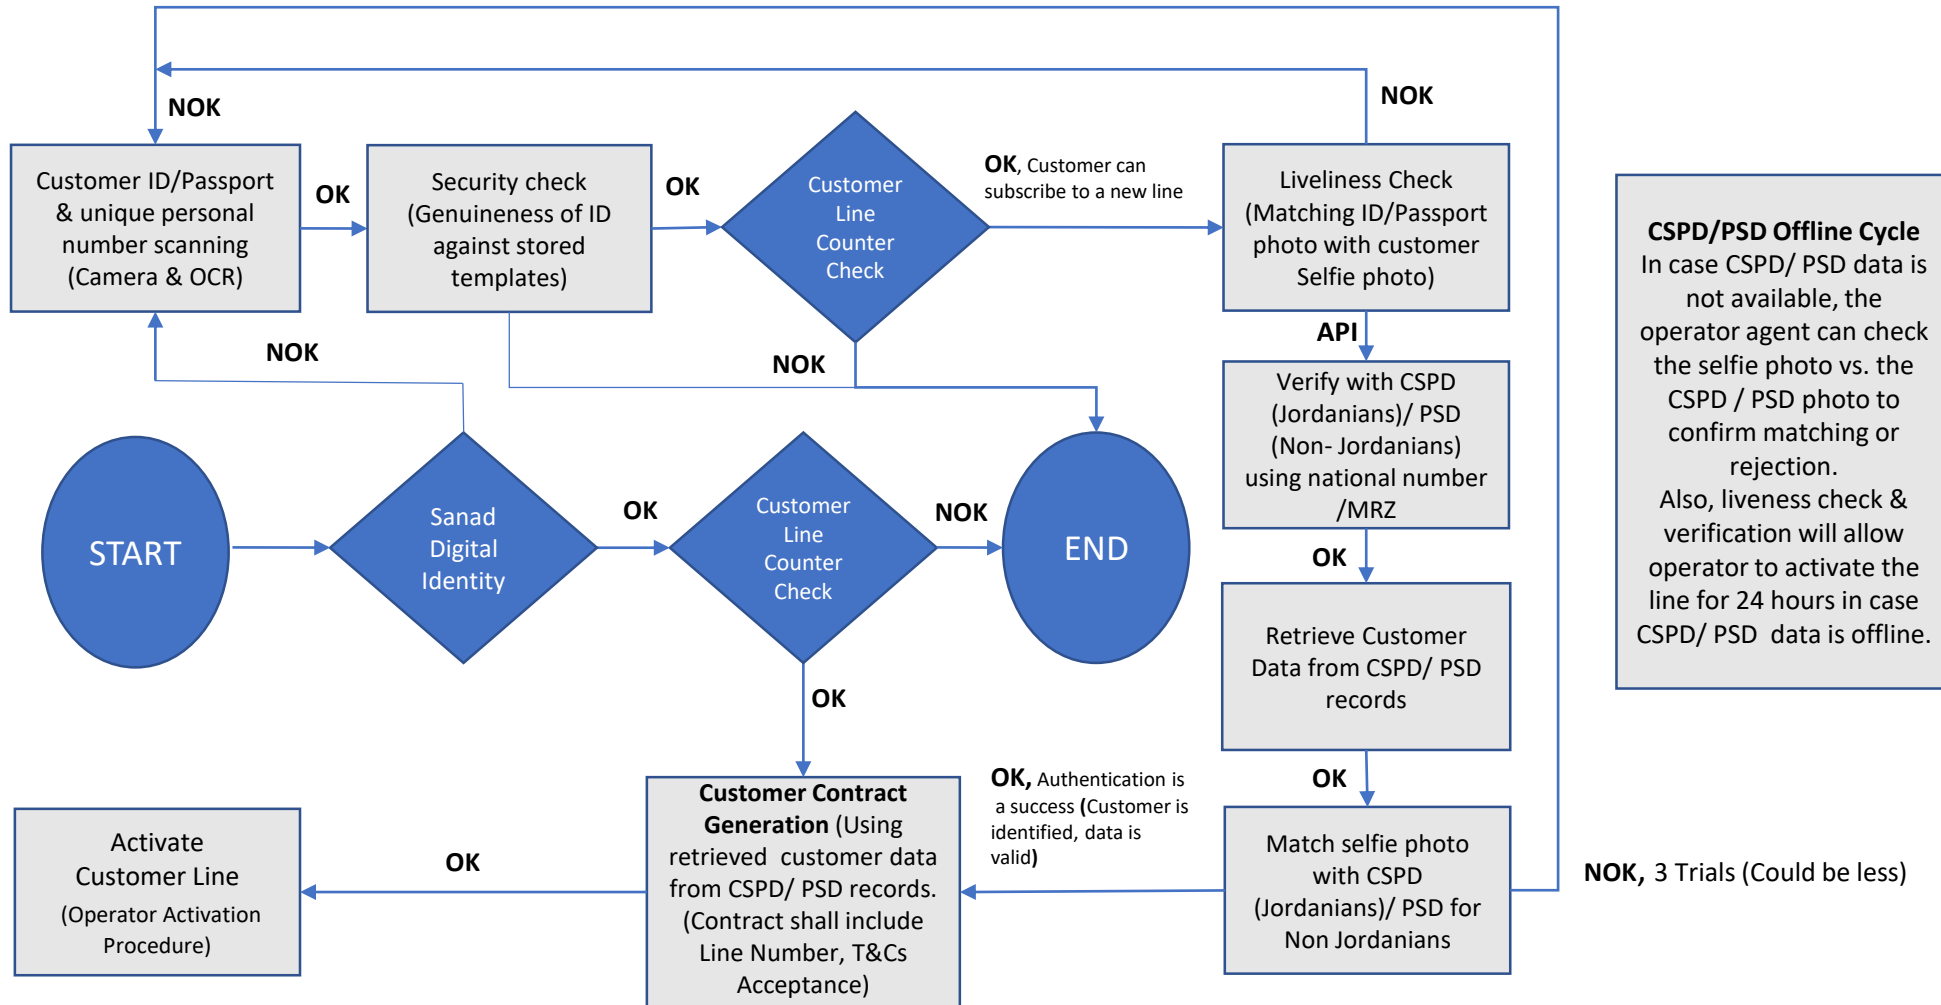 NOK
NOK
Customer ID/Passport
& unique personal
number scanning
(Camera & OCR)
OK
Security check
(Genuineness of ID
against stored
templates)
OK
Customer
Line
Counter
Check
OK, Customer can
subscribe to a new line
Liveliness Check
(Matching ID/Passport
photo with customer
Selfie photo)
CSPD/PSD Offline Cycle
In case CSPD/ PSD data is
not available, the
operator agent can check
the selfie photo vs. the
CSPD / PSD photo to
confirm matching or
rejection.
Also, liveness check &
verification will allow
operator to activate the
line for 24 hours in case
CSPD/ PSD  data is offline.
NOK
NOK
API
Verify with CSPD
(Jordanians)/ PSD
(Non- Jordanians)
using national number
/MRZ
START
Sanad
Digital
Identity
OK
Customer
Line
Counter
Check
NOK
END
OK
Retrieve Customer
Data from CSPD/ PSD
records
OK
OK
Activate
Customer Line
(Operator Activation
Procedure)
OK
Customer Contract
Generation (Using
retrieved  customer data
from CSPD/ PSD records.
(Contract shall include
Line Number, T&Cs
Acceptance)
OK, Authentication is
a success (Customer is
identified, data is
valid)
Match selfie photo
with CSPD
(Jordanians)/ PSD for
Non Jordanians
NOK, 3 Trials (Could be less)